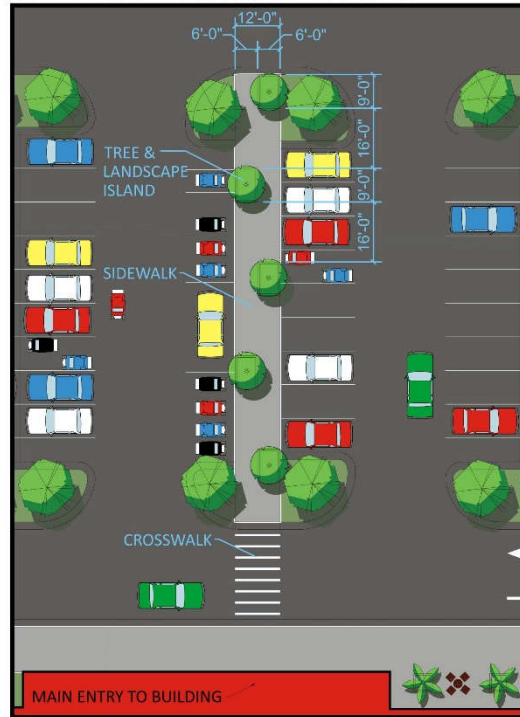 12'-0"
6'-0" 6'-0"
9'-0"
16'-0"
TREE &
LANDSCAPE
ISLAND
9'-0"
16'-0"
SIDEWALK
CROSSWALK
MAIN ENTRY TO BUILDING